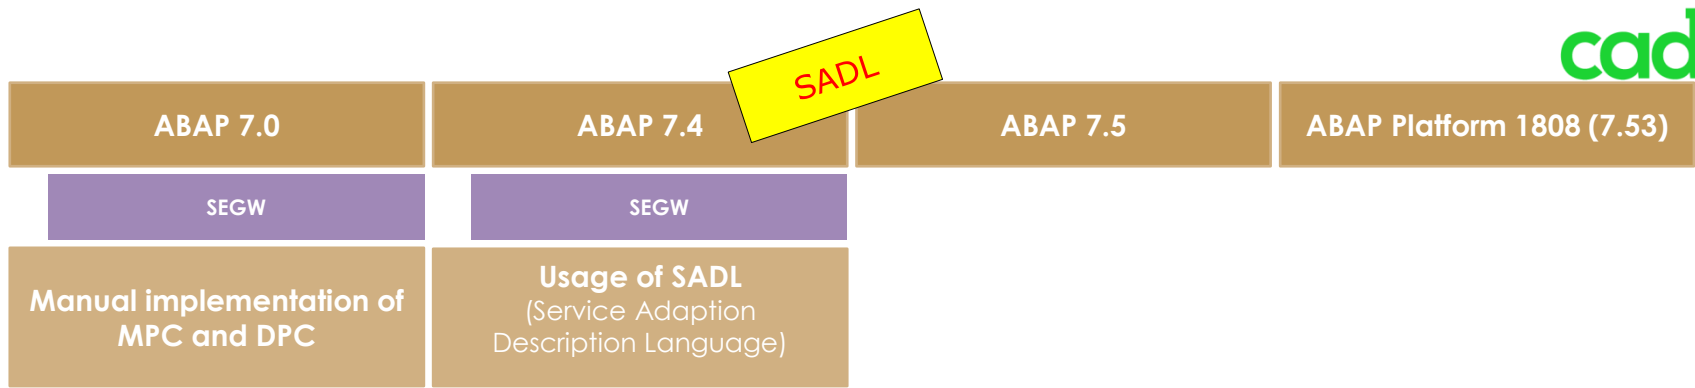 cad
SADL
ABAP 7.0
ABAP 7.4
ABAP 7.5
ABAP Platform 1808 (7.53)
SEGW
SEGW
Manual implementation of
MPC and DPC
Usage of SADL
(Service Adaption
Description Language)